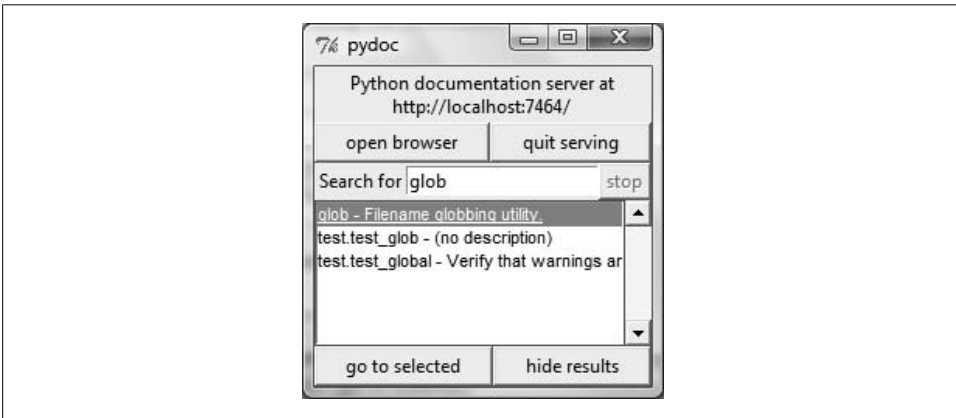 pydoc
Python documentation server at
http://localhost:7464/
open browser
quit serving
Search for glob
stop
glob - Filename globbing utility.
test.test_glob - (no description)
test.test_global - Verify that warnings ar
go to selected
hide results